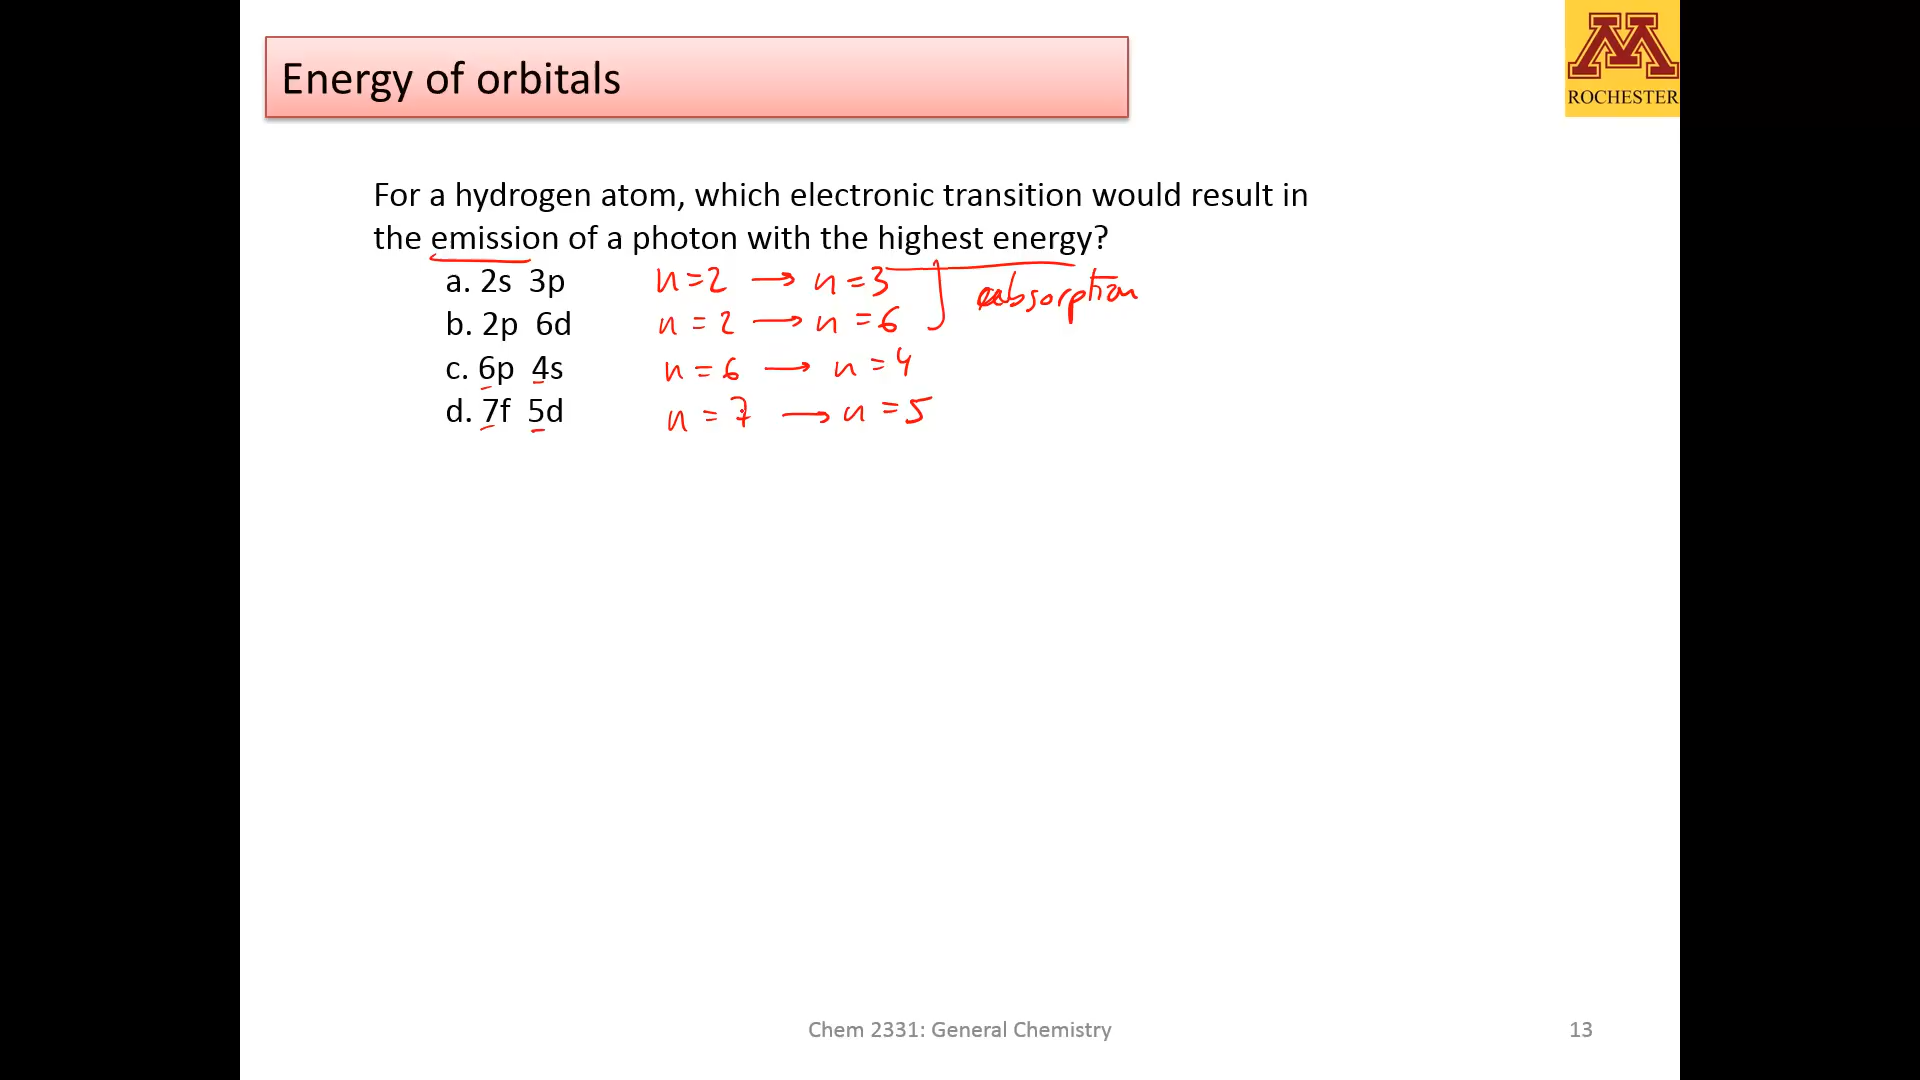 Energy of orbitals
M
ROCHESTER
For a hydrogen atom, which electronic transition would result in
the emission of a photon with the highest energy?
a. 2s 3p n = 2 → n = 3
absorption
b. 2p 6d n = 2 → n = 6
c. 6p 4s n = 6 → n = 4
d. 7f 5d n = 7 → n = 5
Chem 2331: General Chemistry
13